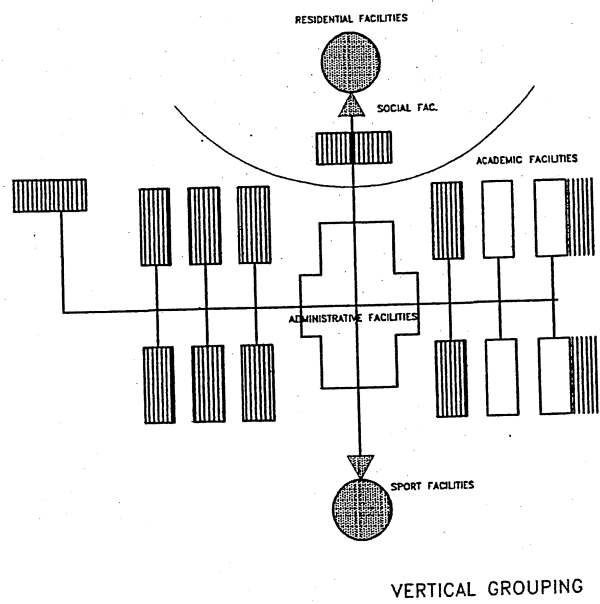 RESIDENTIAL FACILITIES
SOCIAL FAC.
ACADEMIC FACILITIES
ADMINISTRATIVE FACILITIES
SPORT FACILITIES
VERTICAL GROUPING